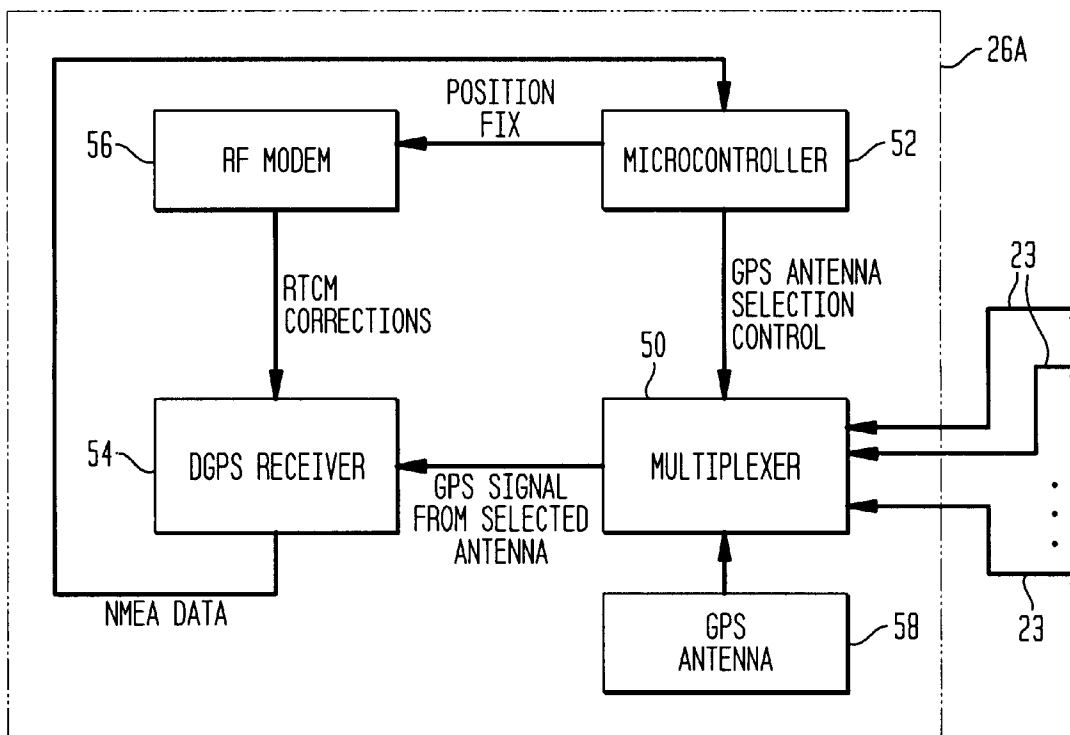 26A
POSITION
FIX
56
RF MODEM
MICROCONTROLLER
52
RTCM
CORRECTIONS
GPS ANTENNA
SELECTION
CONTROL
23
50
54
DGPS RECEIVER
MULTIPLEXER
GPS SIGNAL
FROM SELECTED
ANTENNA
NMEA DATA
GPS
ANTENNA
58
23